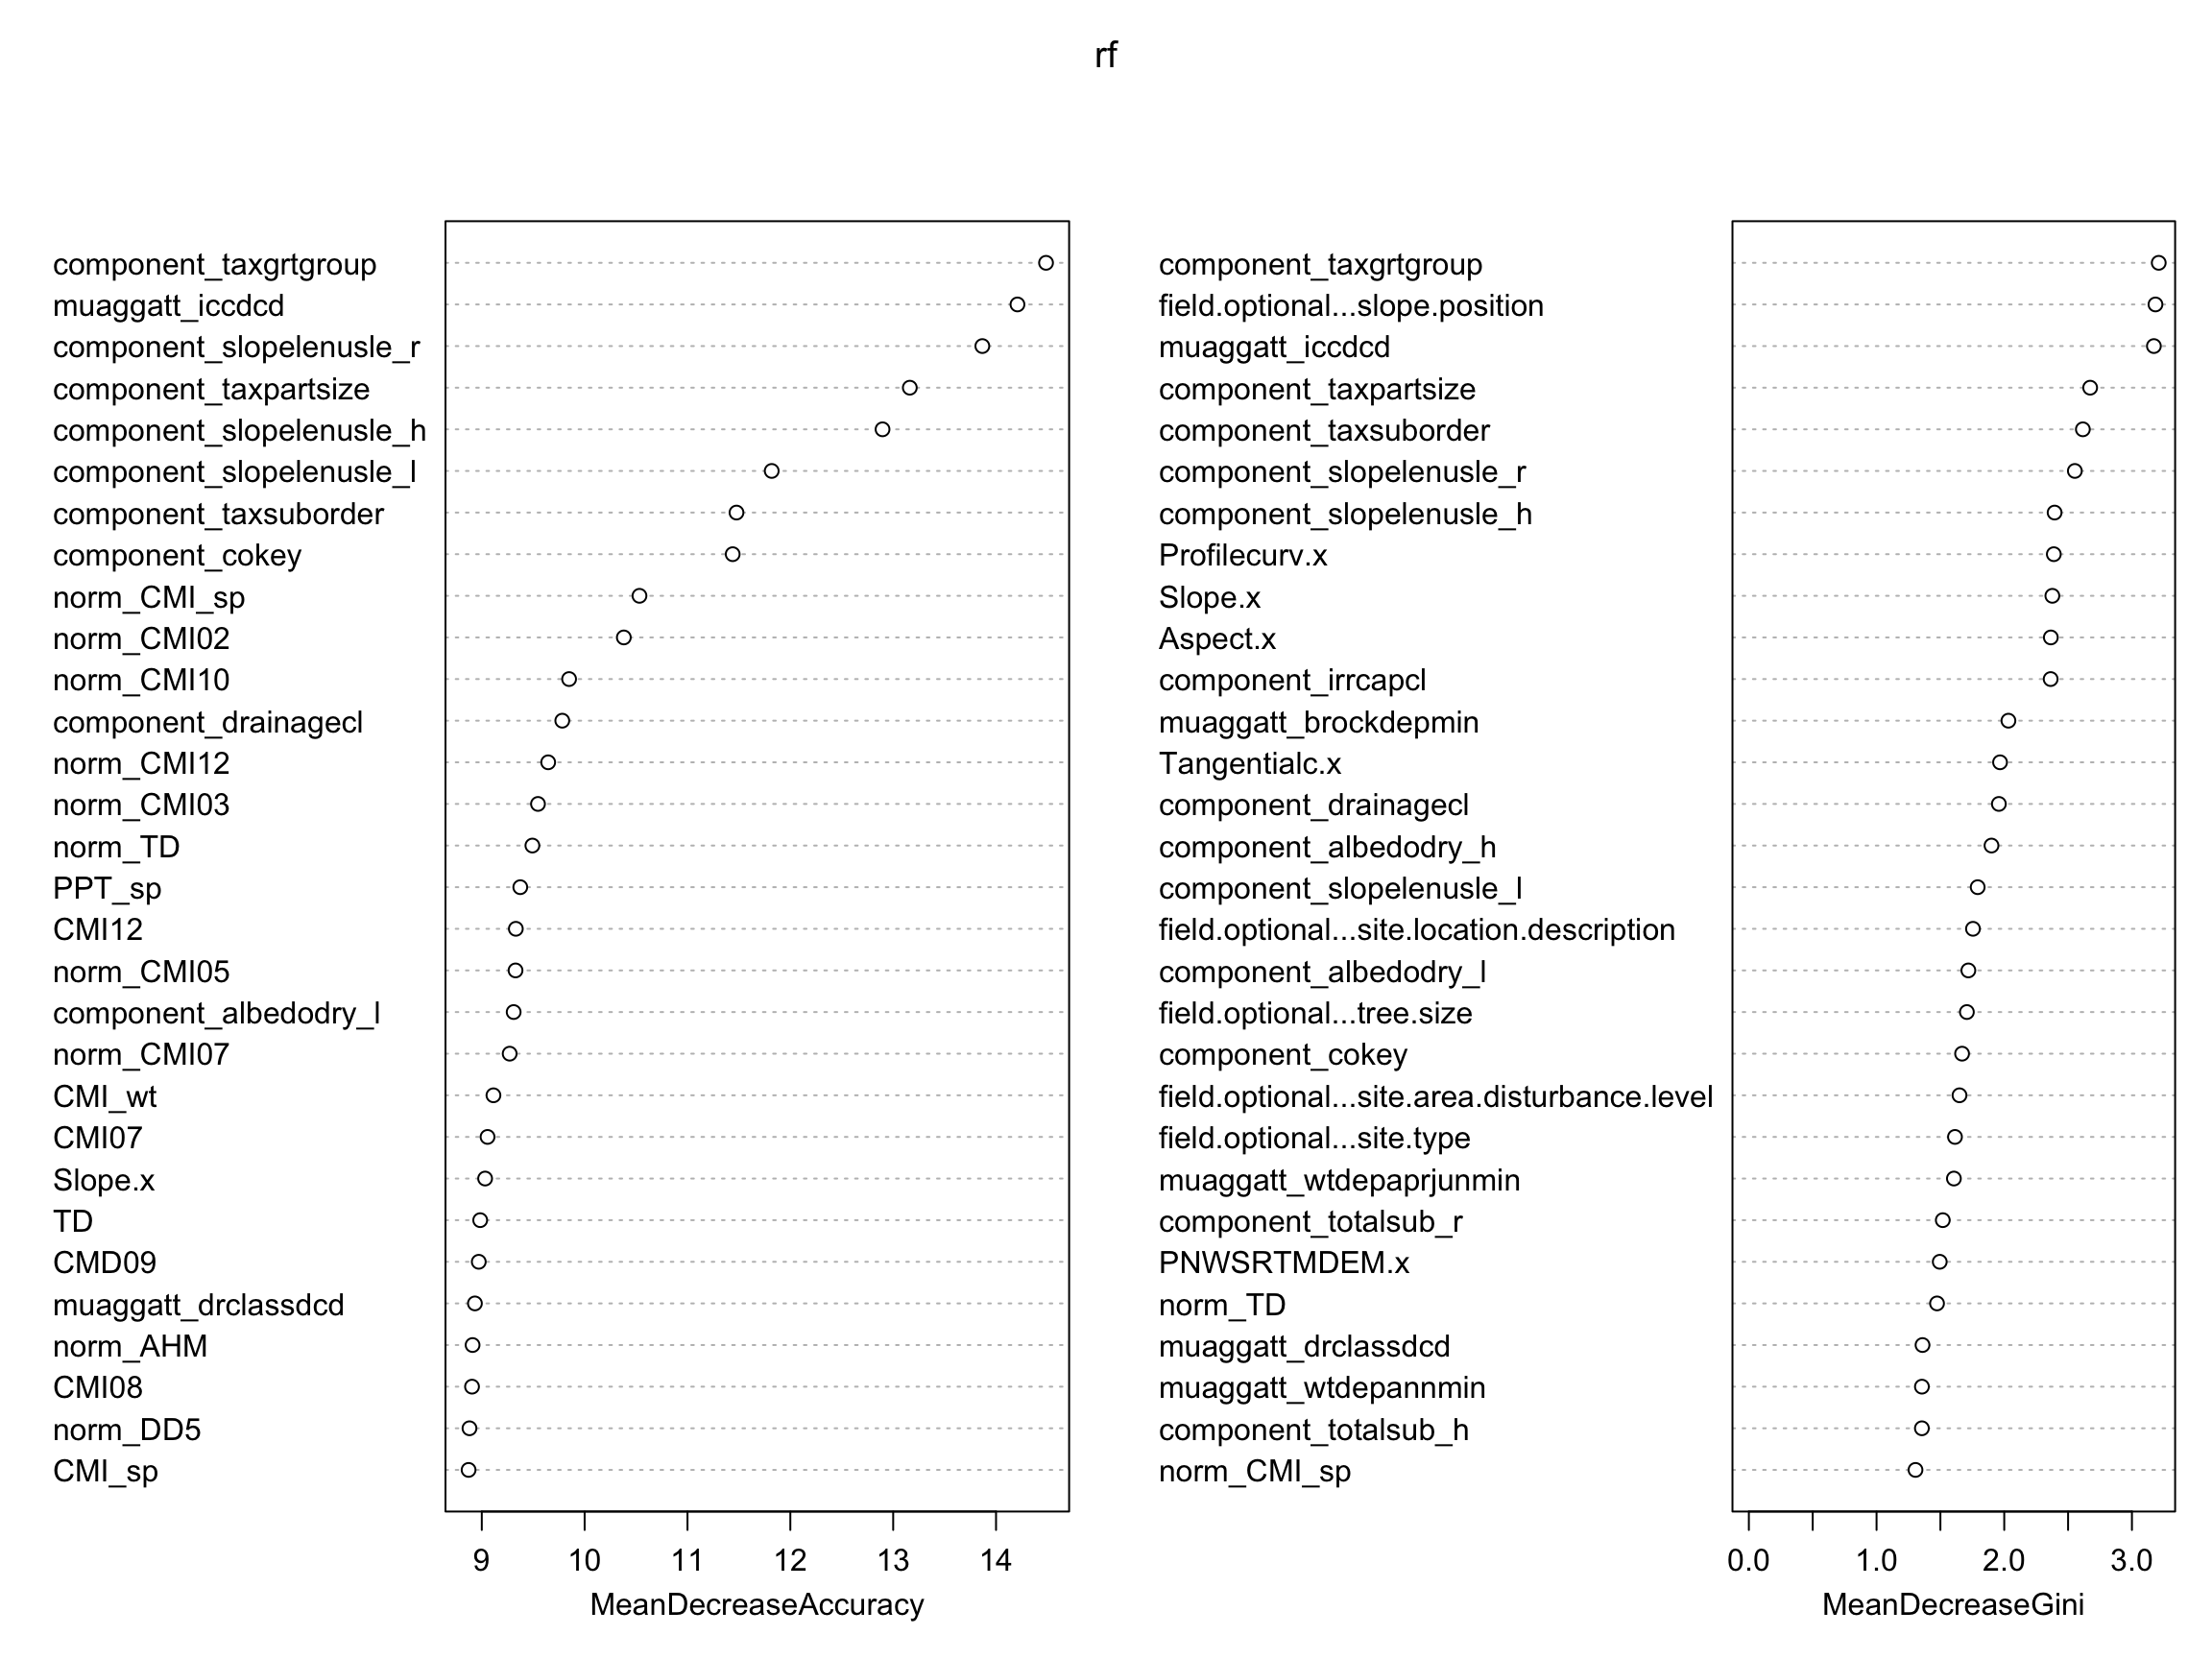 rf
component_taxgrtgroup
muaggatt_iccdcd
component_slopelenusle_r
component_taxpartsize
component_slopelenusle_h
component_slopelenusle_l
component_taxsuborder
component_cokey
norm_CMI_sp
norm_CMI02
norm_CMI10
component_drainagecl
norm_CMI12
norm_CMI03
norm_TD
PPT_sp
CMI12
norm_CMI05
component_albedodry_l
norm_CMI07
CMI_wt
CMI07
Slope.x
TD
CMD09
muaggatt_drclassdcd
norm_AHM
CMI08
norm_DD5
CMI_sp
9 10 11 12 13 14
MeanDecreaseAccuracy
component_taxgrtgroup
field.optional...slope.position
muaggatt_iccdcd
component_taxpartsize
component_taxsuborder
component_slopelenusle_r
component_slopelenusle_h
Profilecurv.x
Slope.x
Aspect.x
component_irrcapcl
muaggatt_brockdepmin
Tangentialc.x
component_drainagecl
component_albedodry_h
component_slopelenusle_l
field.optional...site.location.description
component_albedodry_l
field.optional...tree.size
component_cokey
field.optional...site.area.disturbance.level
field.optional...site.type
muaggatt_wtdepaprjunmin
component_totalsub_r
PNWSRTMDEM.x
norm_TD
muaggatt_drclassdcd
muaggatt_wtdepannmin
component_totalsub_h
norm_CMI_sp
0.0 1.0 2.0 3.0
MeanDecreaseGini